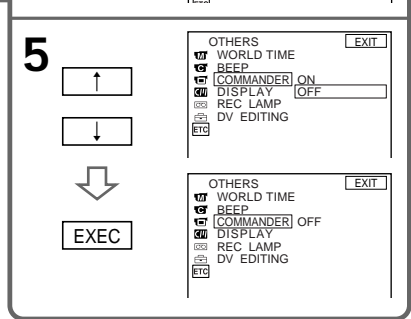 5
↑
↓
EXEC
OTHERS EXIT
WORLD TIME
BEEP
COMMANDER ON
DISPLAY OFF
REC LAMP
DV EDITING
ETC
OTHERS EXIT
WORLD TIME
BEEP
COMMANDER OFF
DISPLAY
REC LAMP
DV EDITING
ETC